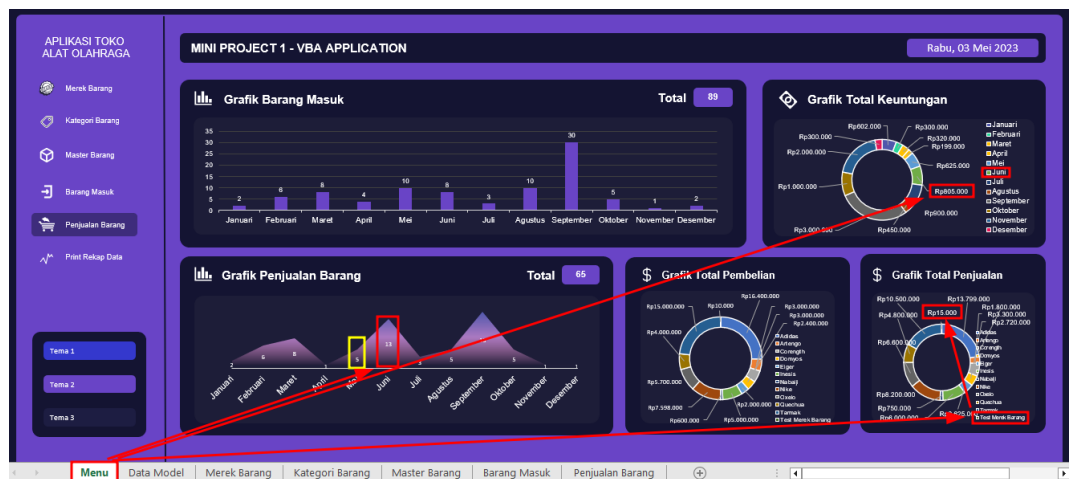 APLIKASI TOKO
ALAT OLAHRAGA
Merek Barang
Kategori Barang
Master Barang
Barang Masuk
Penjualan Barang
Print Rekap Data
Tema 1
Tema 2
Tema 3
MINI PROJECT 1 - VBA APPLICATION
Rabu, 03 Mei 2023
Grafik Barang Masuk
Total 89
35
30
25
20
15
10
5
0
2 6 8 4 10 8 3 10 30 5 1 2
Januari Februari Maret April Mei Juni Juli Agustus September Oktober November Desember
Grafik Total Keuntungan
Rp602.000
Rp300.000
Rp320.000
Rp199.000
Rp625.000
Rp805.000
Rp900.000
Rp450.000
Rp3.000.000
Rp1.000.000
Rp2.000.000
Rp300.000
Januari
Februari
Maret
April
Mei
Juni
Juli
Agustus
September
Oktober
November
Desember
Grafik Penjualan Barang
Total 65
2 6 8 5 13 5 5
Januari Februari Maret April Mei Juni Juli Agustus September Oktober November Desember
Grafik Total Pembelian
Rp10.000
Rp16.400.000
Rp3.000.000
Rp3.000.000
Rp2.400.000
Rp2.000.000
Rp5.000.000
Rp600.000
Rp7.598.000
Rp5.700.000
Rp4.000.000
Rp15.000.000
Adidas
Artengo
Corength
Domyos
Elger
Inesis
Nabaiji
Nike
Oxelo
Quechua
Tarmak
Test Merek Barang
Grafik Total Penjualan
Rp10.500.000
Rp15.000
Rp13.799.000
Rp1.800.000
Rp3.300.000
Rp2.720.000
Rp4.800.000
Rp6.600.000
Rp8.200.000
Rp750.000
Adidas
Artengo
Corength
Domyos
Elger
Inesis
Nabaiji
Nike
Oxelo
Quechua
Tarmak
Test Merek Barang
Menu Data Model Merek Barang Kategori Barang Master Barang Barang Masuk Penjualan Barang